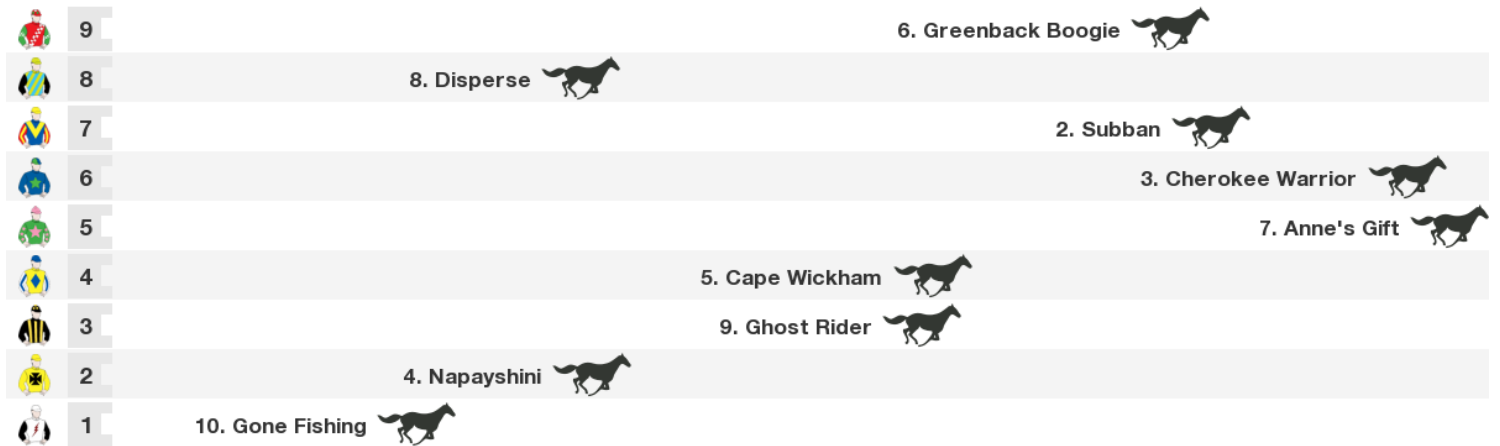 9 6. Greenback Boogie
8 8. Disperse
7 2. Subban
6 3. Cherokee Warrior
5 7. Anne's Gift
4 5. Cape Wickham
3 9. Ghost Rider
2 4. Napayshini
1 10. Gone Fishing